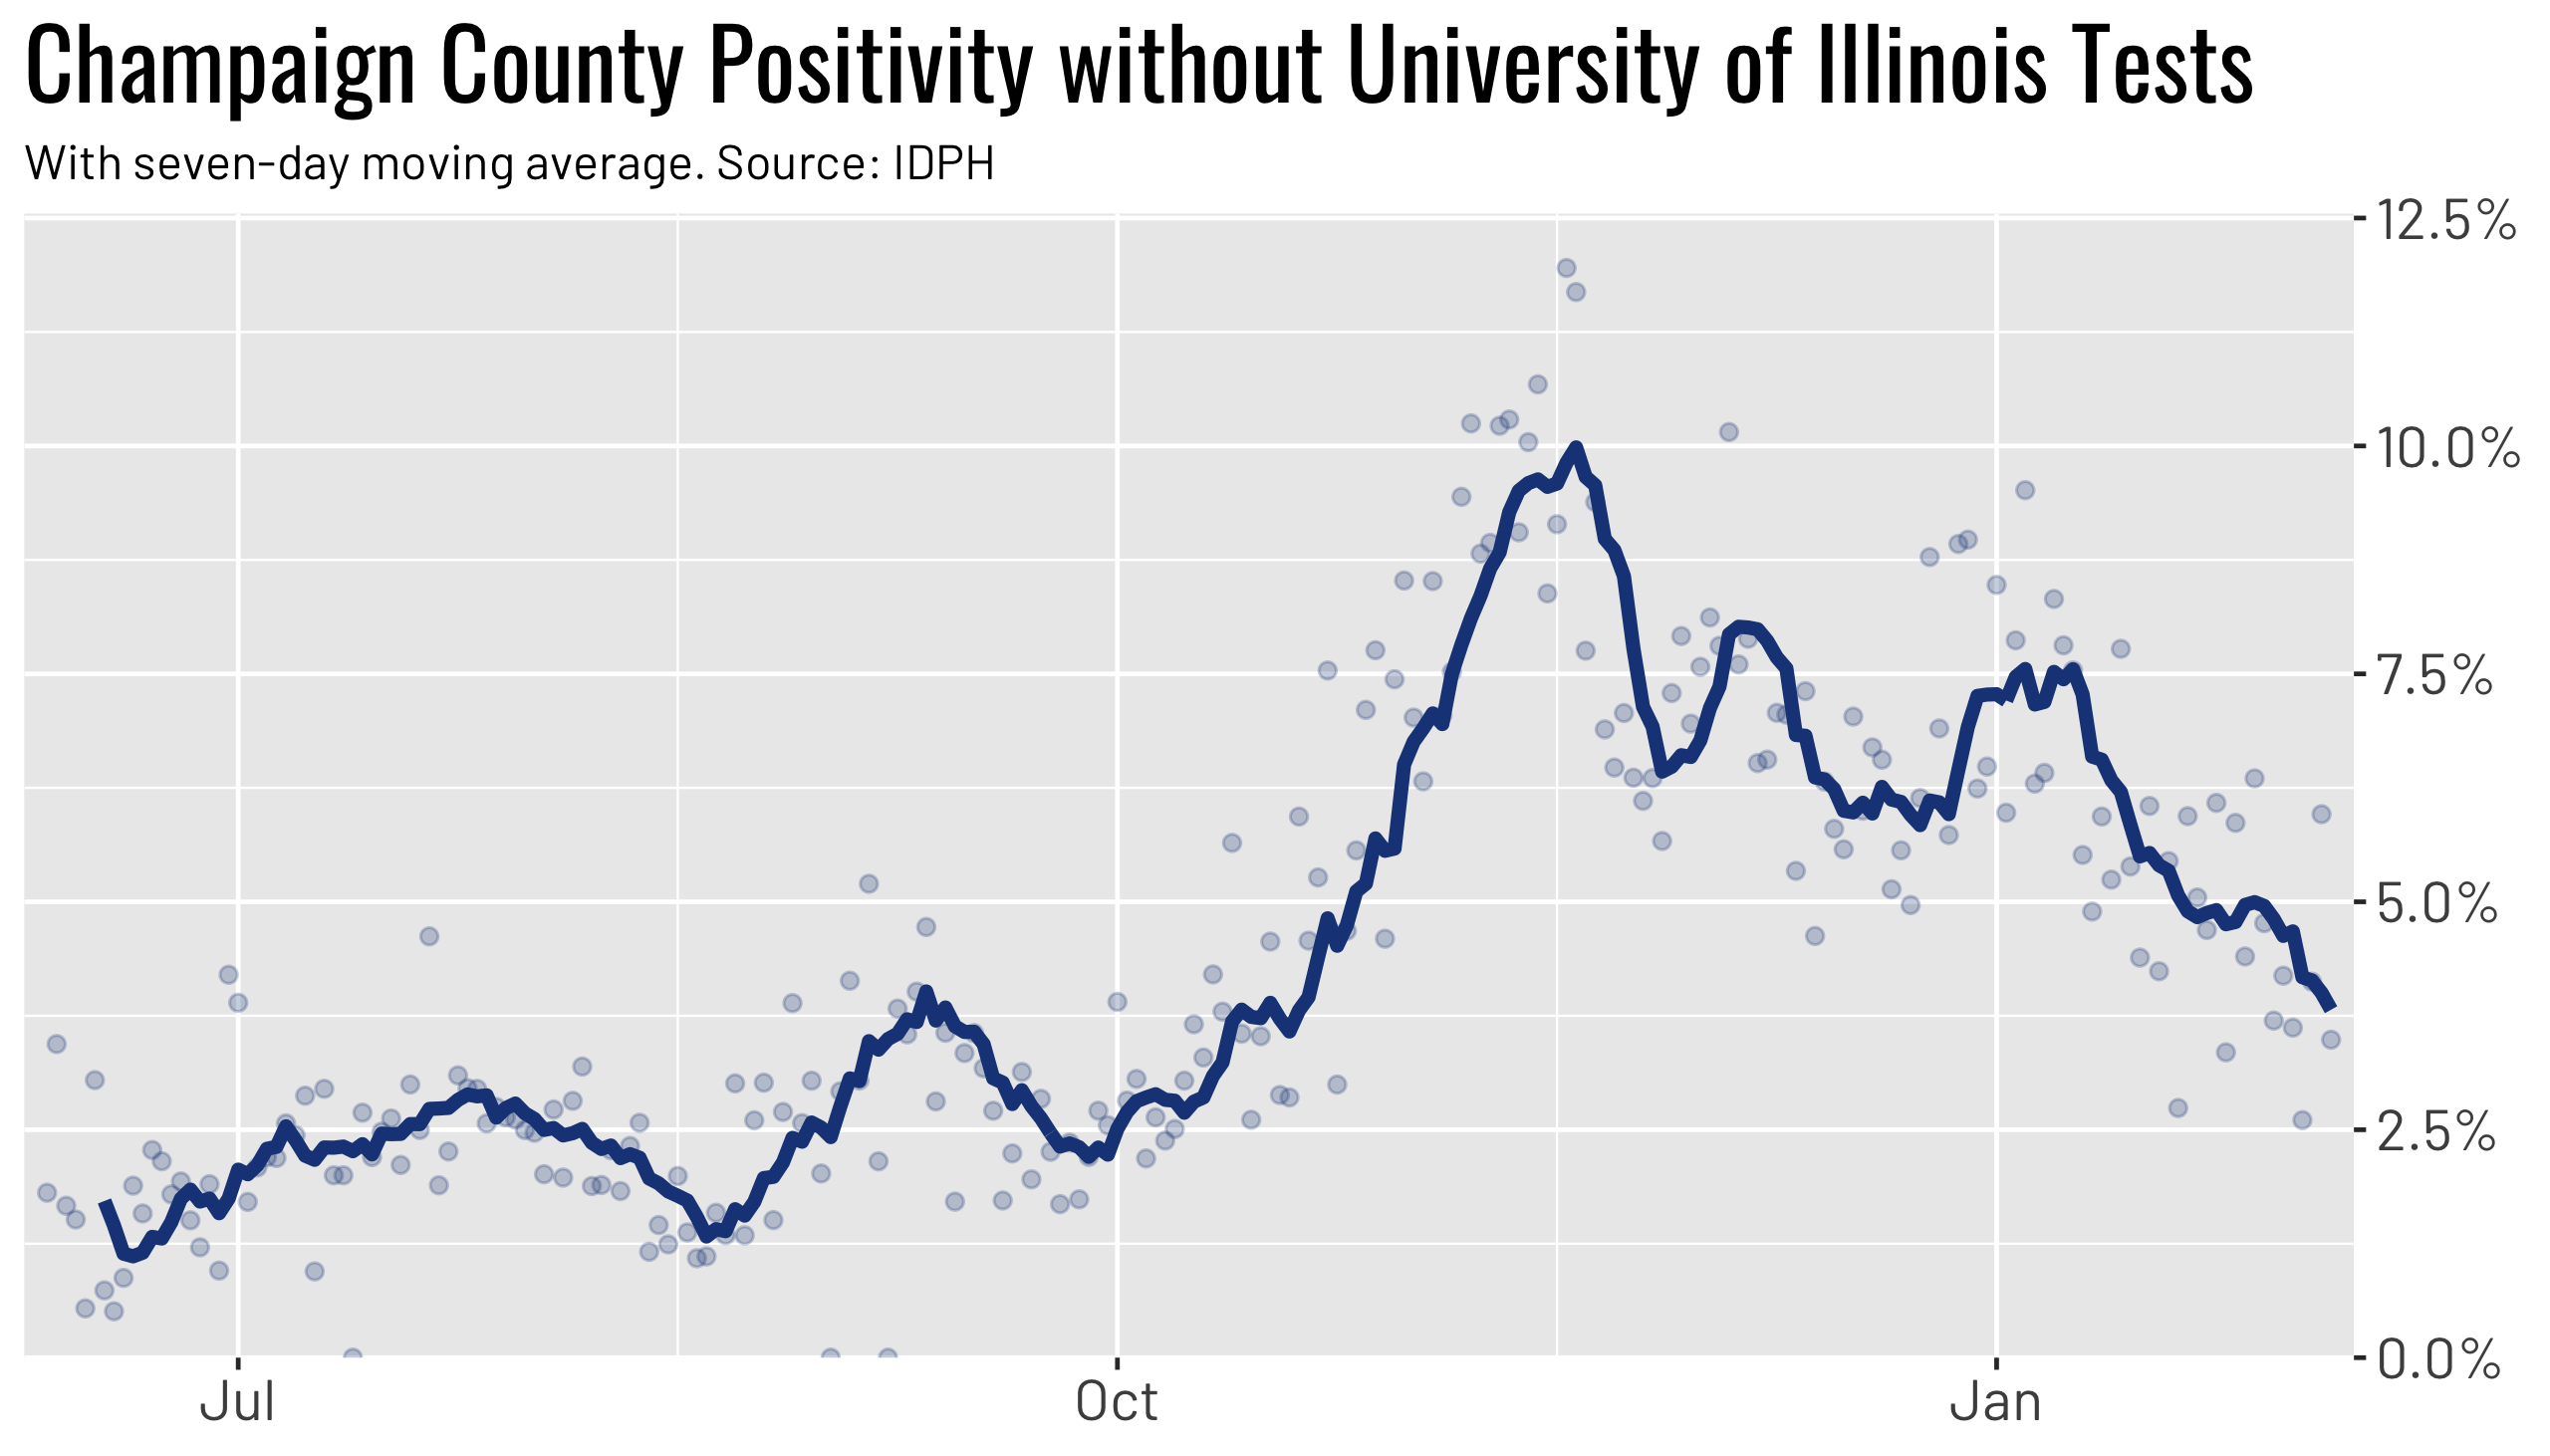 Champaign County Positivity without University of Illinois Tests
With seven-day moving average. Source: IDPH
12.5%
10.0%
7.5%
5.0%
2.5%
0.0%
Jul Oct Jan